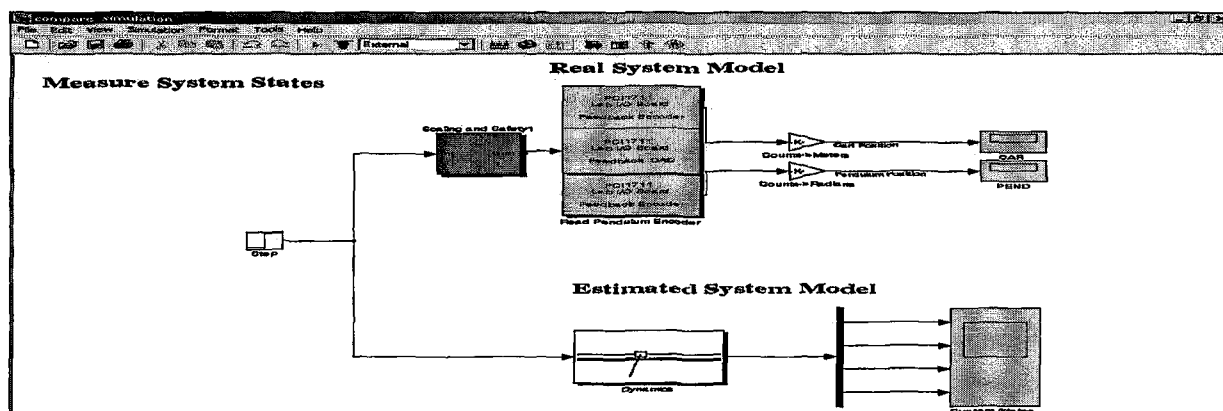 compare_simulation
File Edit View Simulation Format Tools Help
External
Measure System States
Real System Model
Scaling and Safety1
PCI1711
Lab I/O Board
Feedback Encoder
PCI1711
Lab I/O Board
Feedback DAC
PCI1711
Lab I/O Board
Feedback Encoder
Read Pendulum Encoder
K-
Cart Position
Counts->Meters
CAR
K-
Pendulum Position
Counts->Radians
PEND
Step
Estimated System Model
Dynamics